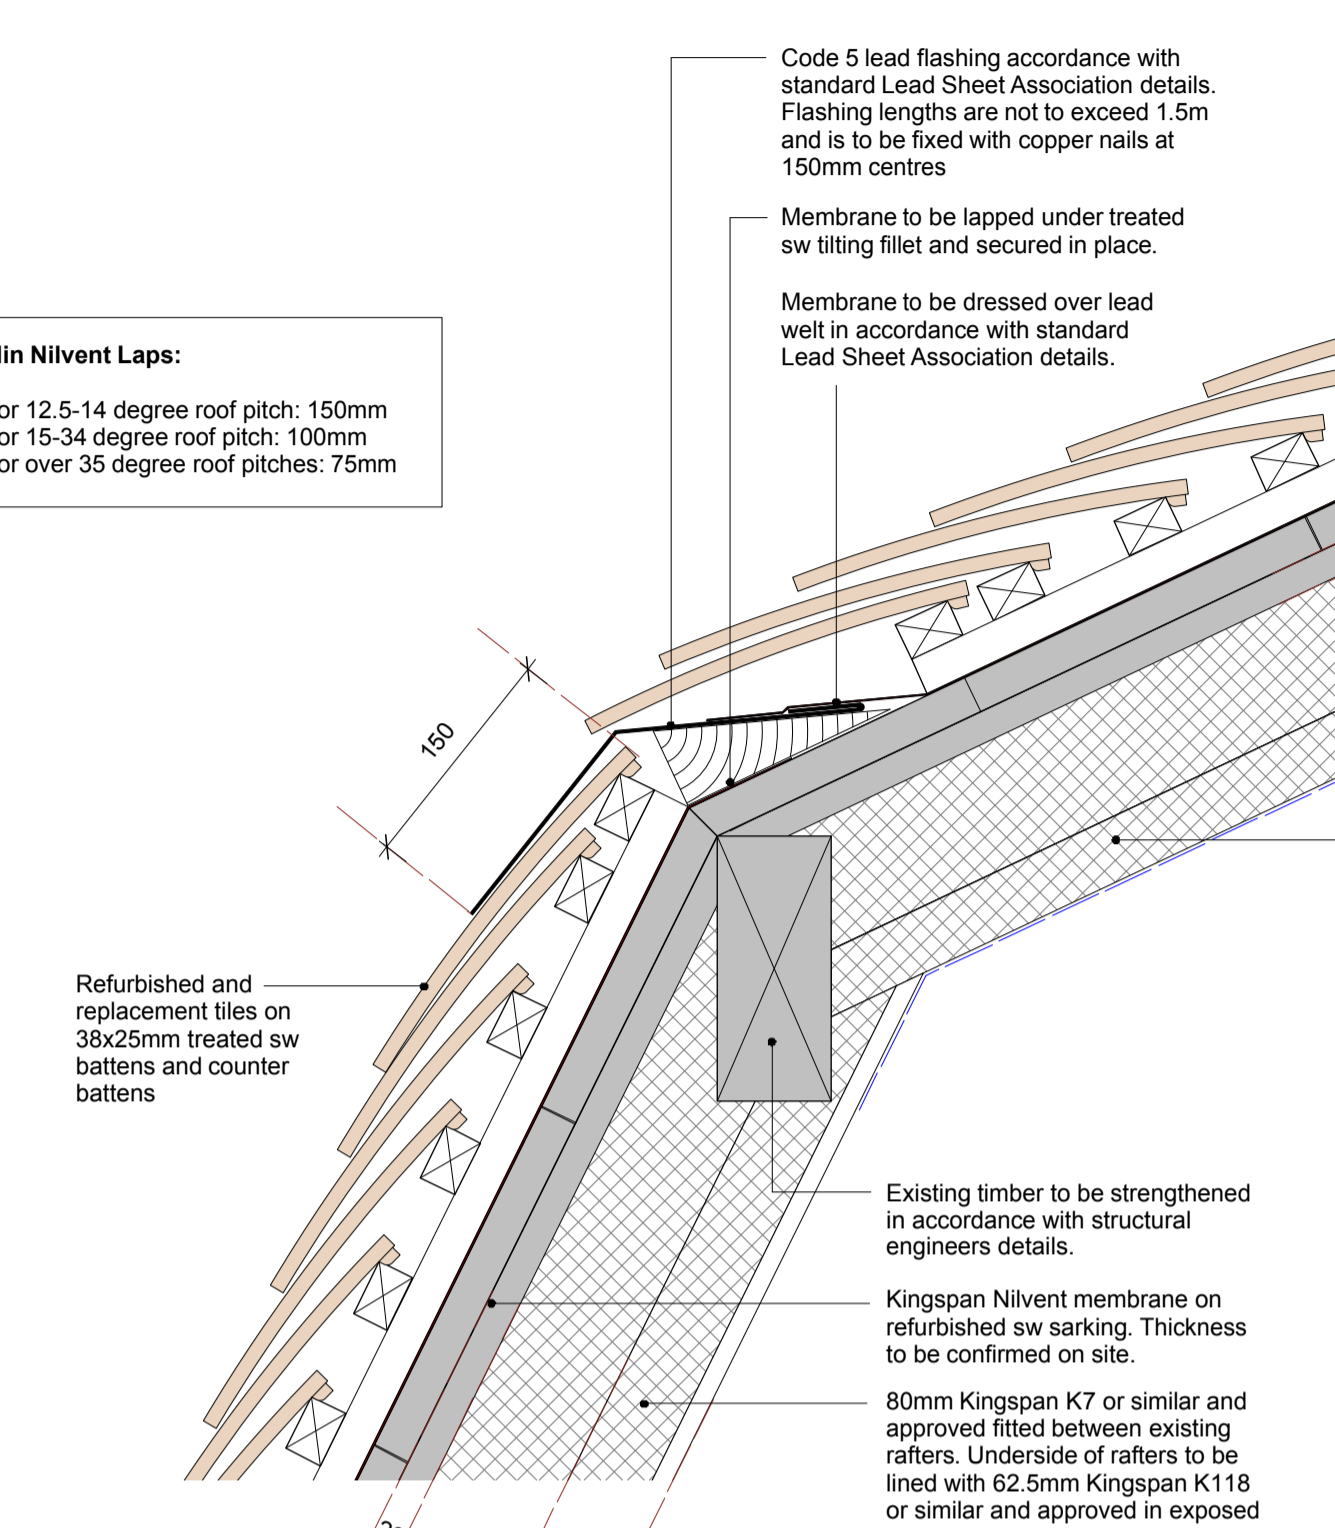 Code 5 lead flashing accordance with
standard Lead Sheet Association details.
Flashing lengths are not to exceed 1.5m
and is to be fixed with copper nails at
150mm centres
Membrane to be lapped under treated
sw tilting fillet and secured in place.
Membrane to be dressed over lead
welt in accordance with standard
Lead Sheet Association details.
Nilvent Laps:
or 12.5-14 degree roof pitch: 150mm
or 15-34 degree roof pitch: 100mm
or over 35 degree roof pitches: 75mm
150
Refurbished and
replacement tiles on
38x25mm treated sw
battens and counter
battens
Existing timber to be strengthened
in accordance with structural
engineers details.
Kingspan Nilvent membrane on
refurbished sw sarking. Thickness
to be confirmed on site.
80mm Kingspan K7 or similar and
approved fitted between existing
rafters. Underside of rafters to be
lined with 62.5mm Kingspan K118
or similar and approved in exposed